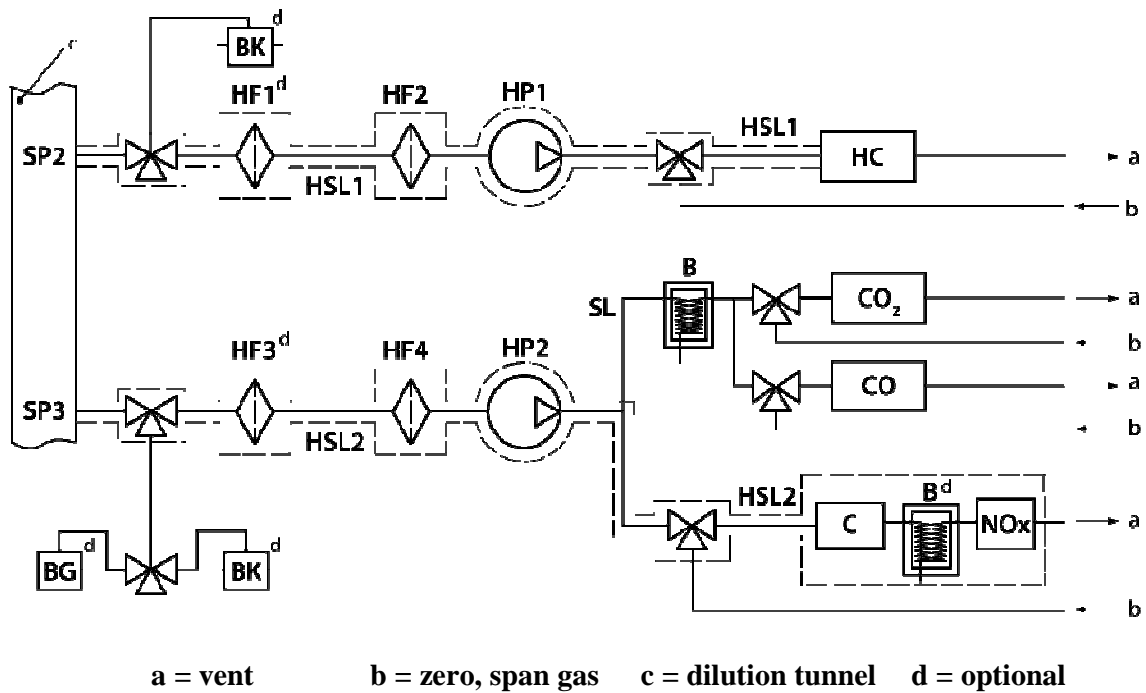 c
BK d
HF1 d
HF2
HP1
HSL1
SP2
HSL1
HC
a
b
B
SL
CO2
a
b
HF3 d
HF4
HP2
CO
a
b
SP3
HSL2
HSL2
B d
C
NOx
a
BG d
BK d
b
a = vent b = zero, span gas c = dilution tunnel d = optional